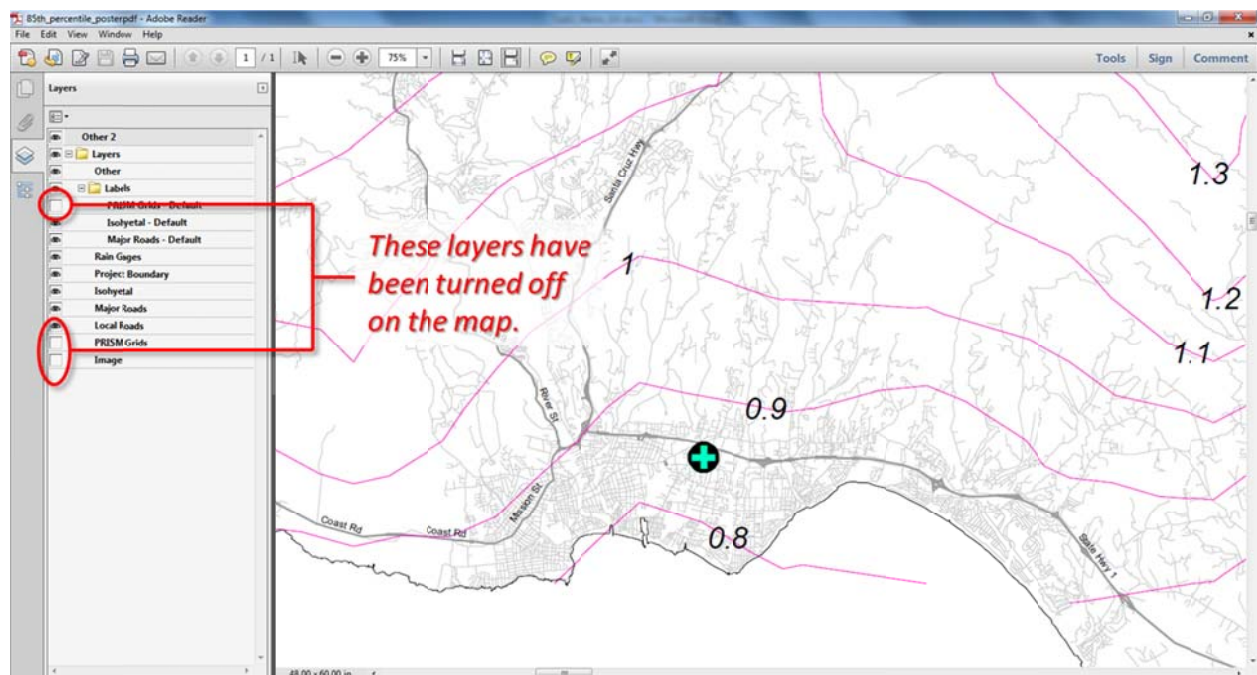 85th_percentile_posterpdf - Adobe Reader
File Edit View Window Help
1 / 1 75% Tools Sign Comment
Layers
Other 2
Layers
Other
Labels
PRISM Grids - Default
Isolyetal - Default
Major Roads - Default
Rain Gages
Project Boundary
Isohyetal
Major Roads
Local Roads
PRISM Grids
Image
These layers have
been turned off
on the map.
Santa Cruz Hwy
1.3
1
1.2
1.1
River St
0.9
Mission St
Coast Rd
Coast Rd
0.8
State Hwy 1
48.00 x 60.00 in